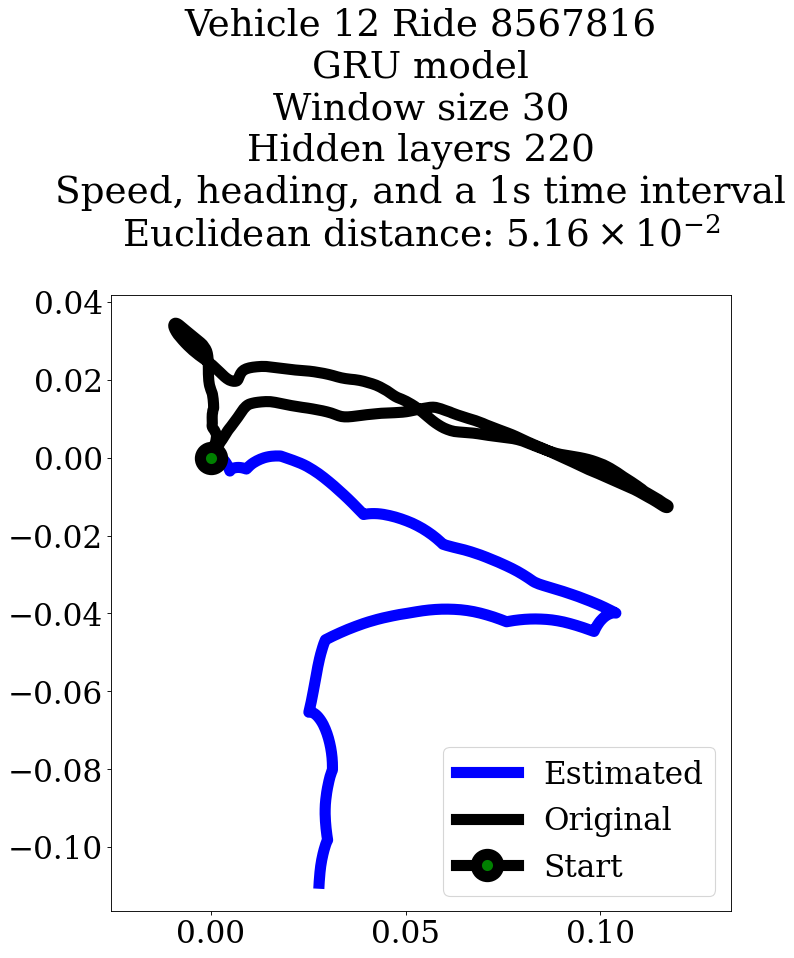 Vehicle 12 Ride 8567816
GRU model
Window size 30
Hidden layers 220
Speed, heading, and a 1s time interval
Euclidean distance: 5.16 × 10⁻²
0.04
0.02
0.00
−0.02
−0.04
−0.06
−0.08
−0.10
Estimated
Original
Start
0.00 0.05 0.10